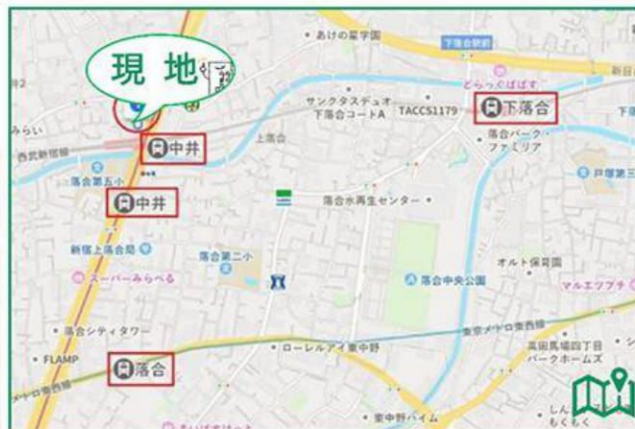 あけの星学園
下落合駅前
現 地
どらっぐぱぱす
サンクタスデュオ
下落合コートA
TACCS1179
下落合
みらい
上落合
落合パーク・
ファミリア
西武新宿線
中井
落合第五小
戸塚第三
中井
落合水再生センター
新宿上落合局
落合第二小
オルト保育園
スーパーみらべる
落合中央公園
マルエツプチ
東京メトロ東西線
落合シティタワー
ローレルアイ東中野
高田馬場四丁目
パークホームズ
FLAMP
落合
メトロ東西線
東中野ハイム
もくもく